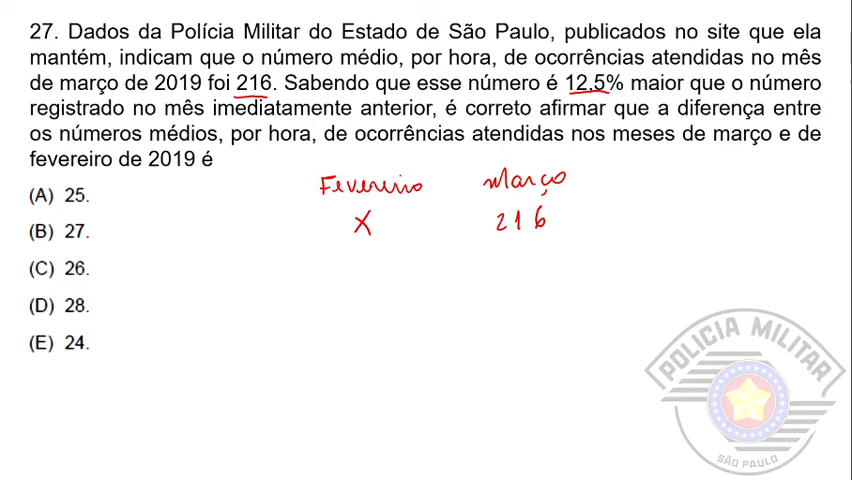 27. Dados da Polícia Militar do Estado de São Paulo, publicados no site que ela
mantém, indicam que o número médio, por hora, de ocorrências atendidas no mês
de março de 2019 foi 216. Sabendo que esse número é 12,5% maior que o número
registrado no mês imediatamente anterior, é correto afirmar que a diferença entre
os números médios, por hora, de ocorrências atendidas nos meses de março e de
fevereiro de 2019 é
Fevereiro Março
(A) 25.
X 216
(B) 27.
(C) 26.
(D) 28.
(E) 24.
POLICIA MILITAR
SÃO PAULO